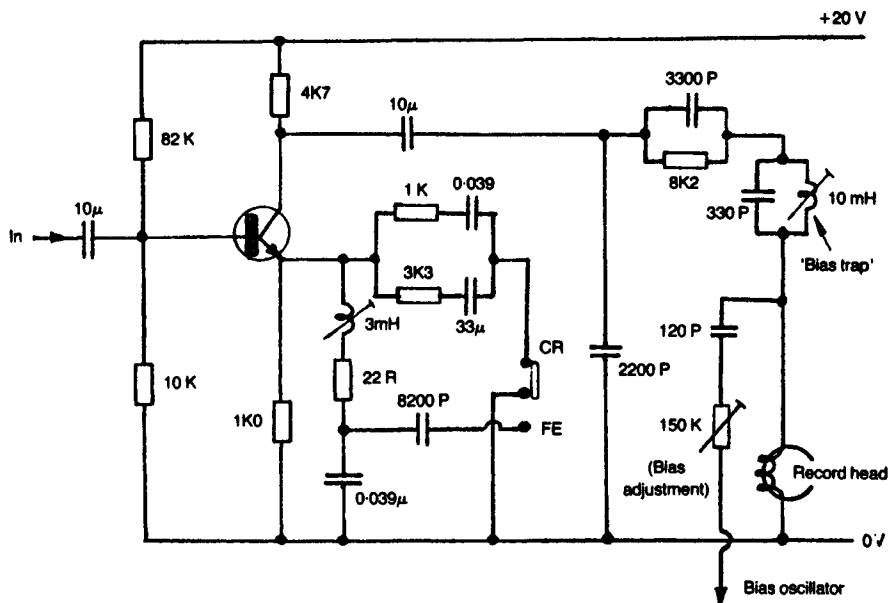 +20 V
3300 P
4K7
10μ
82 K
8K2
1 K
0·039
10μ
330 P
10 mH
In
'Bias trap'
3K3
33μ
3mH
120 P
CR
2200 P
10 K
22 R
8200 P
1K0
FE
150 K
(Bias
adjustment)
Record head
0·039μ
0V
Bias oscillator